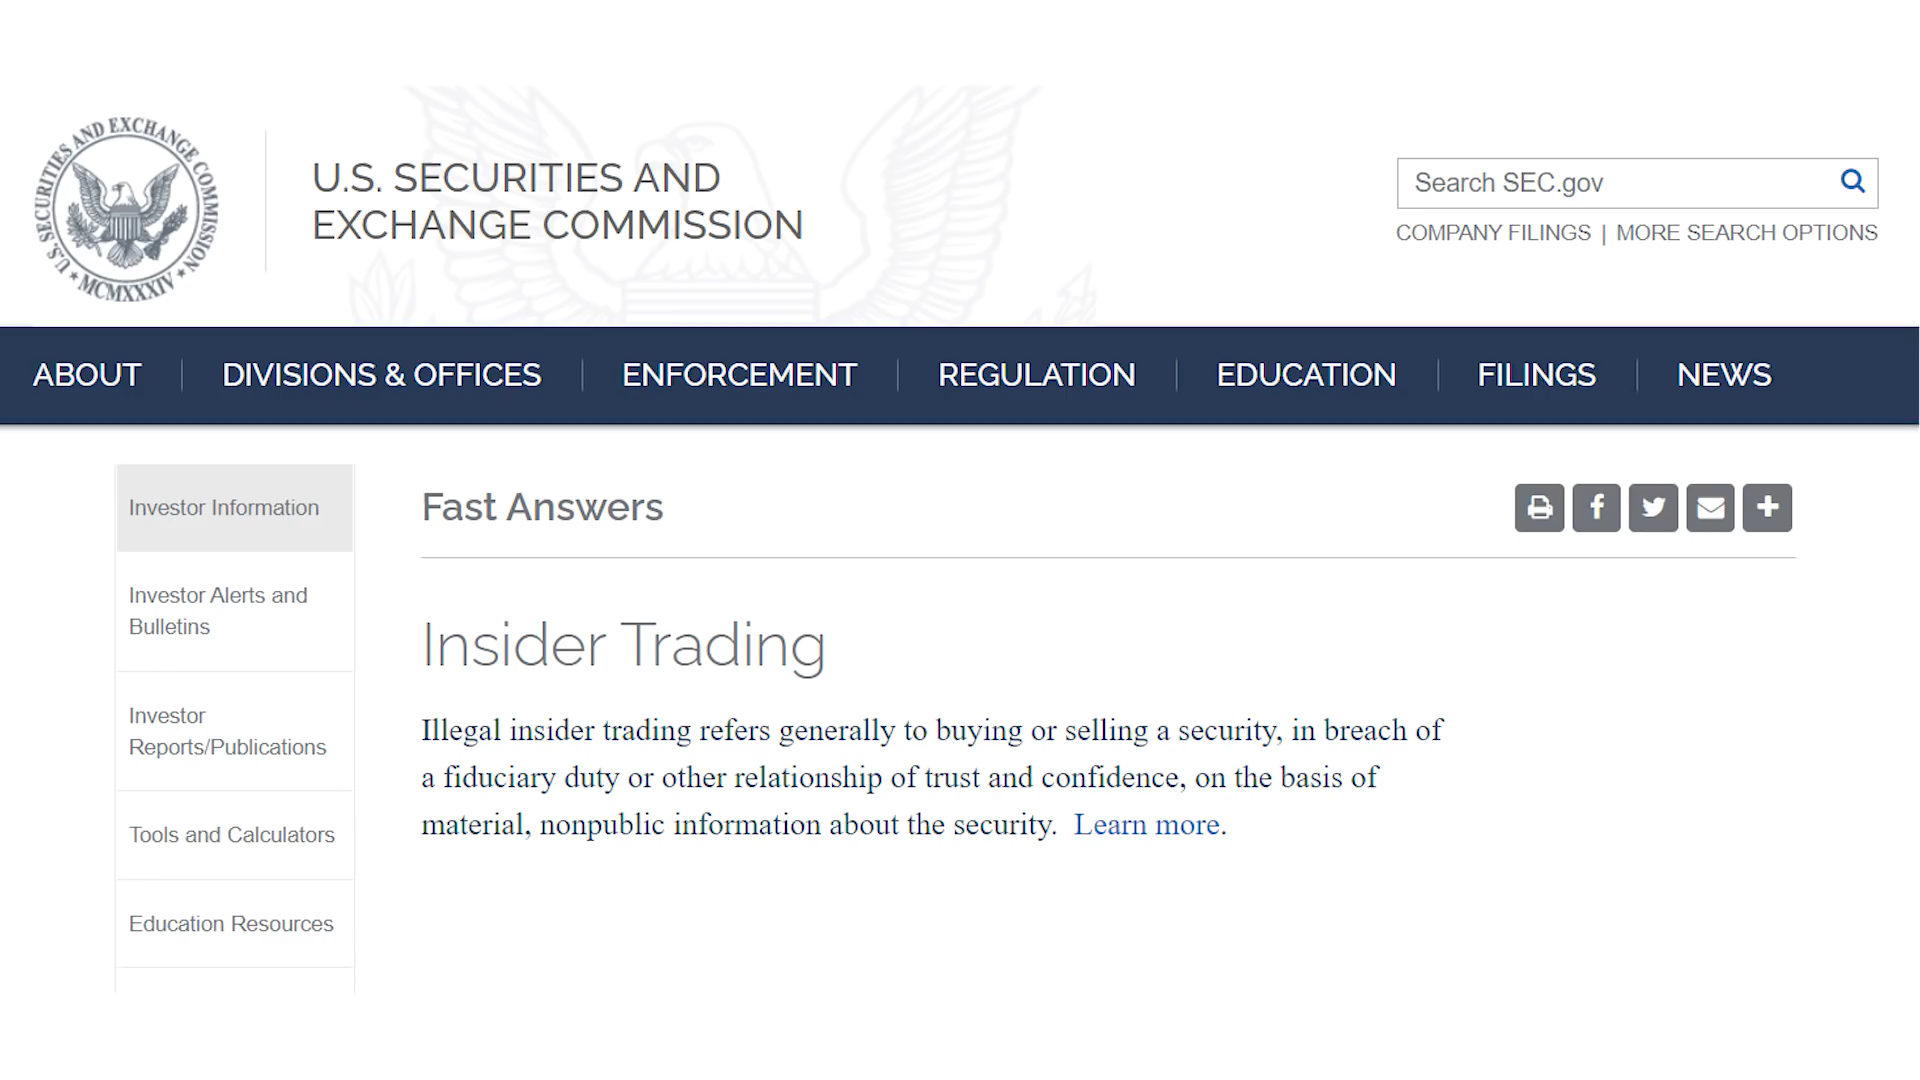 U.S. SECURITIES AND EXCHANGE COMMISSION
MCMXXXIV
U.S. SECURITIES AND
EXCHANGE COMMISSION
Search SEC.gov
COMPANY FILINGS | MORE SEARCH OPTIONS
ABOUT
DIVISIONS & OFFICES
ENFORCEMENT
REGULATION
EDUCATION
FILINGS
NEWS
Investor Information
Investor Alerts and
Bulletins
Investor
Reports/Publications
Tools and Calculators
Education Resources
Fast Answers
Insider Trading
Illegal insider trading refers generally to buying or selling a security, in breach of
a fiduciary duty or other relationship of trust and confidence, on the basis of
material, nonpublic information about the security. Learn more.